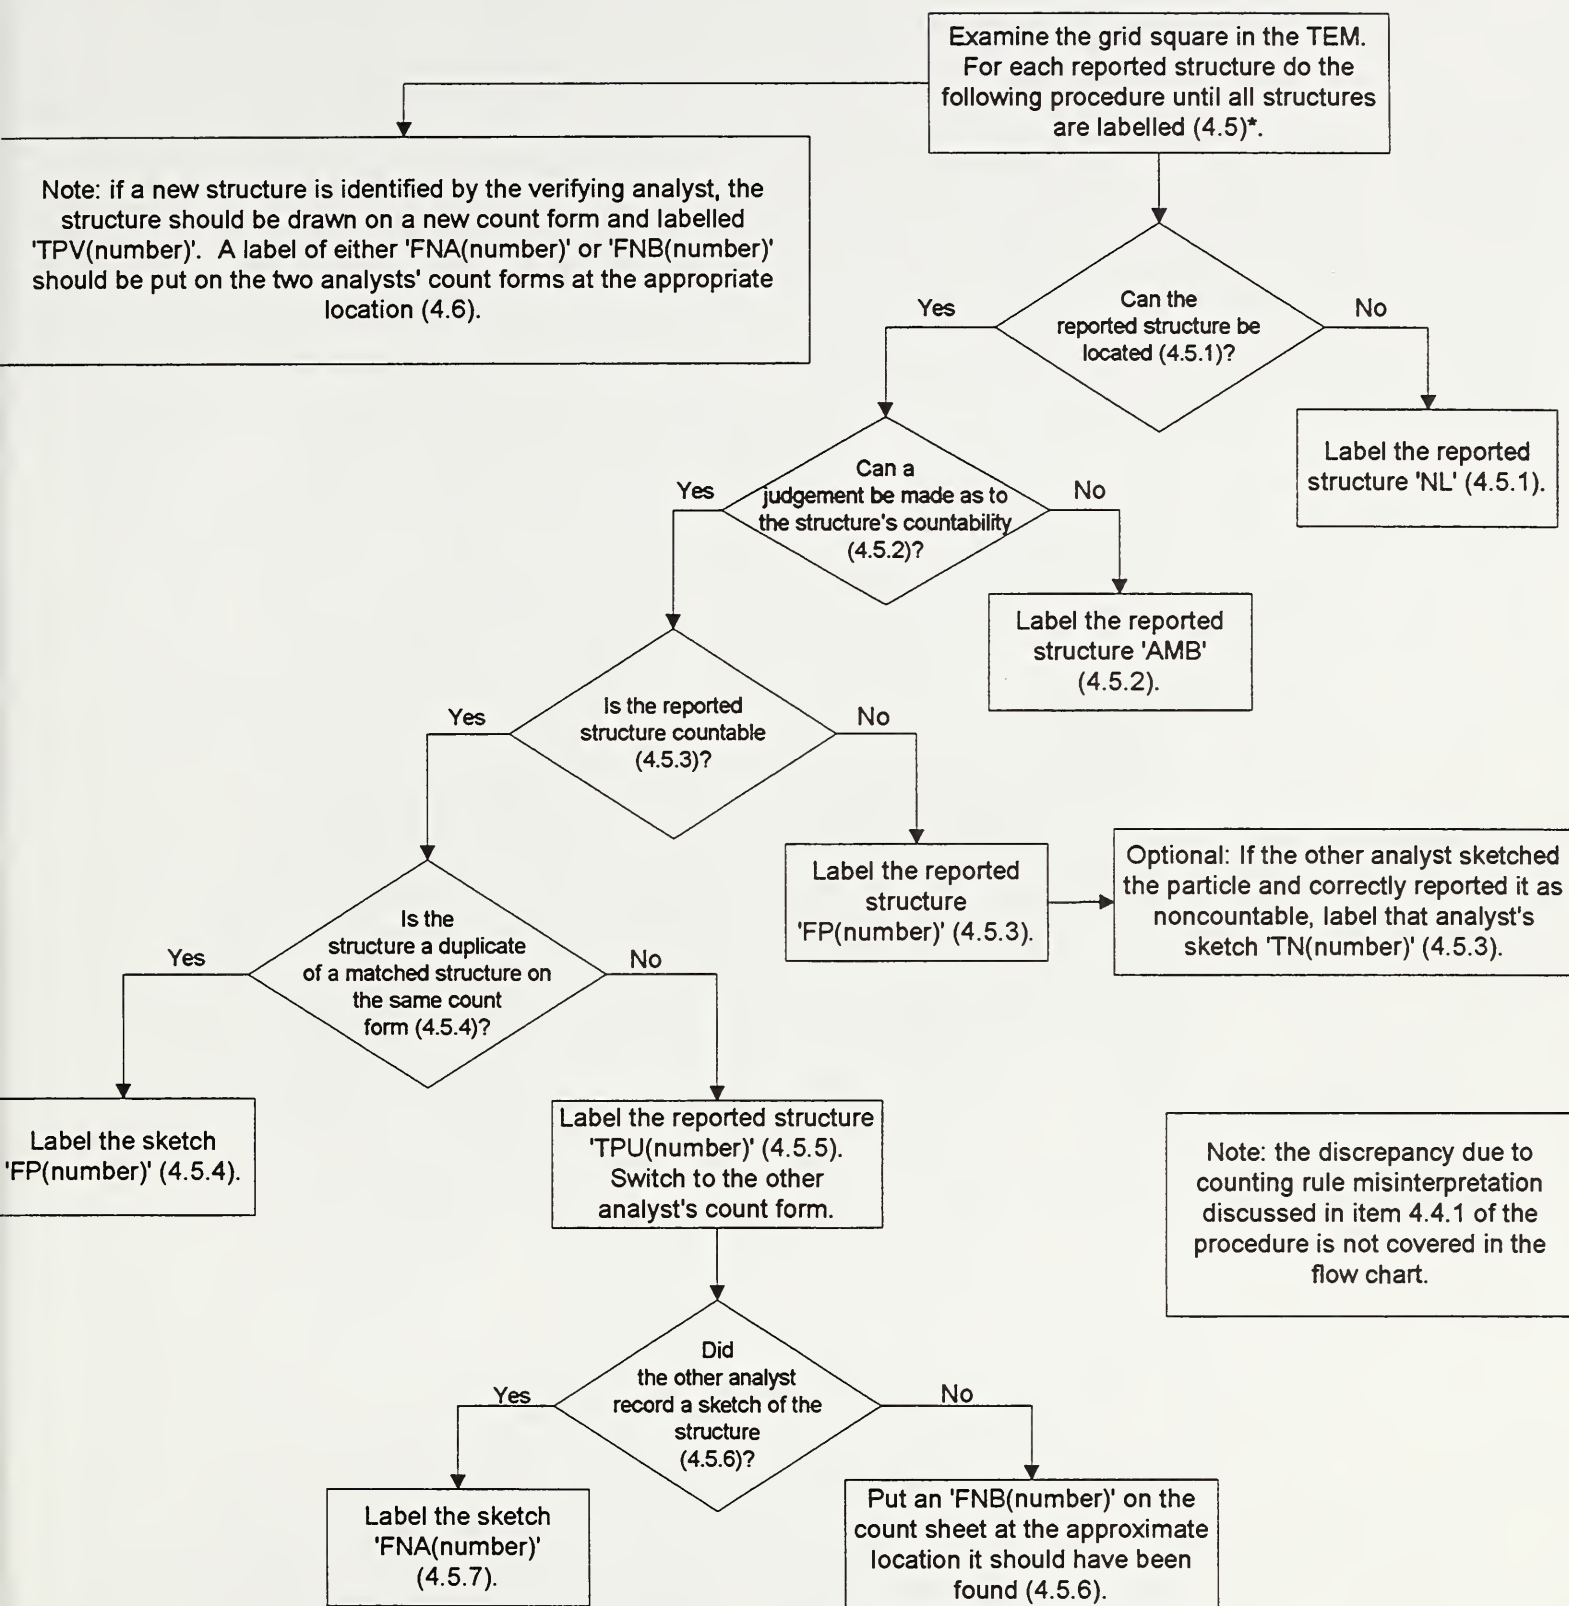 Examine the grid square in the TEM.
For each reported structure do the
following procedure until all structures
are labelled (4.5)*.
Note: if a new structure is identified by the verifying analyst, the
structure should be drawn on a new count form and labelled
'TPV(number)'. A label of either 'FNA(number)' or 'FNB(number)'
should be put on the two analysts' count forms at the appropriate
location (4.6).
Can the
reported structure be
located (4.5.1)?
Yes
No
Label the reported
structure 'NL' (4.5.1).
Can a
judgement be made as to
the structure's countability
(4.5.2)?
Yes
No
Label the reported
structure 'AMB'
(4.5.2).
Is the reported
structure countable
(4.5.3)?
Yes
No
Label the reported
structure
'FP(number)' (4.5.3).
Optional: If the other analyst sketched
the particle and correctly reported it as
noncountable, label that analyst's
sketch 'TN(number)' (4.5.3).
Is the
structure a duplicate
of a matched structure on
the same count
form (4.5.4)?
Yes
No
Label the sketch
'FP(number)' (4.5.4).
Label the reported structure
'TPU(number)' (4.5.5).
Switch to the other
analyst's count form.
Note: the discrepancy due to
counting rule misinterpretation
discussed in item 4.4.1 of the
procedure is not covered in the
flow chart.
Did
the other analyst
record a sketch of the
structure
(4.5.6)?
Yes
No
Label the sketch
'FNA(number)'
(4.5.7).
Put an 'FNB(number)' on the
count sheet at the approximate
location it should have been
found (4.5.6).